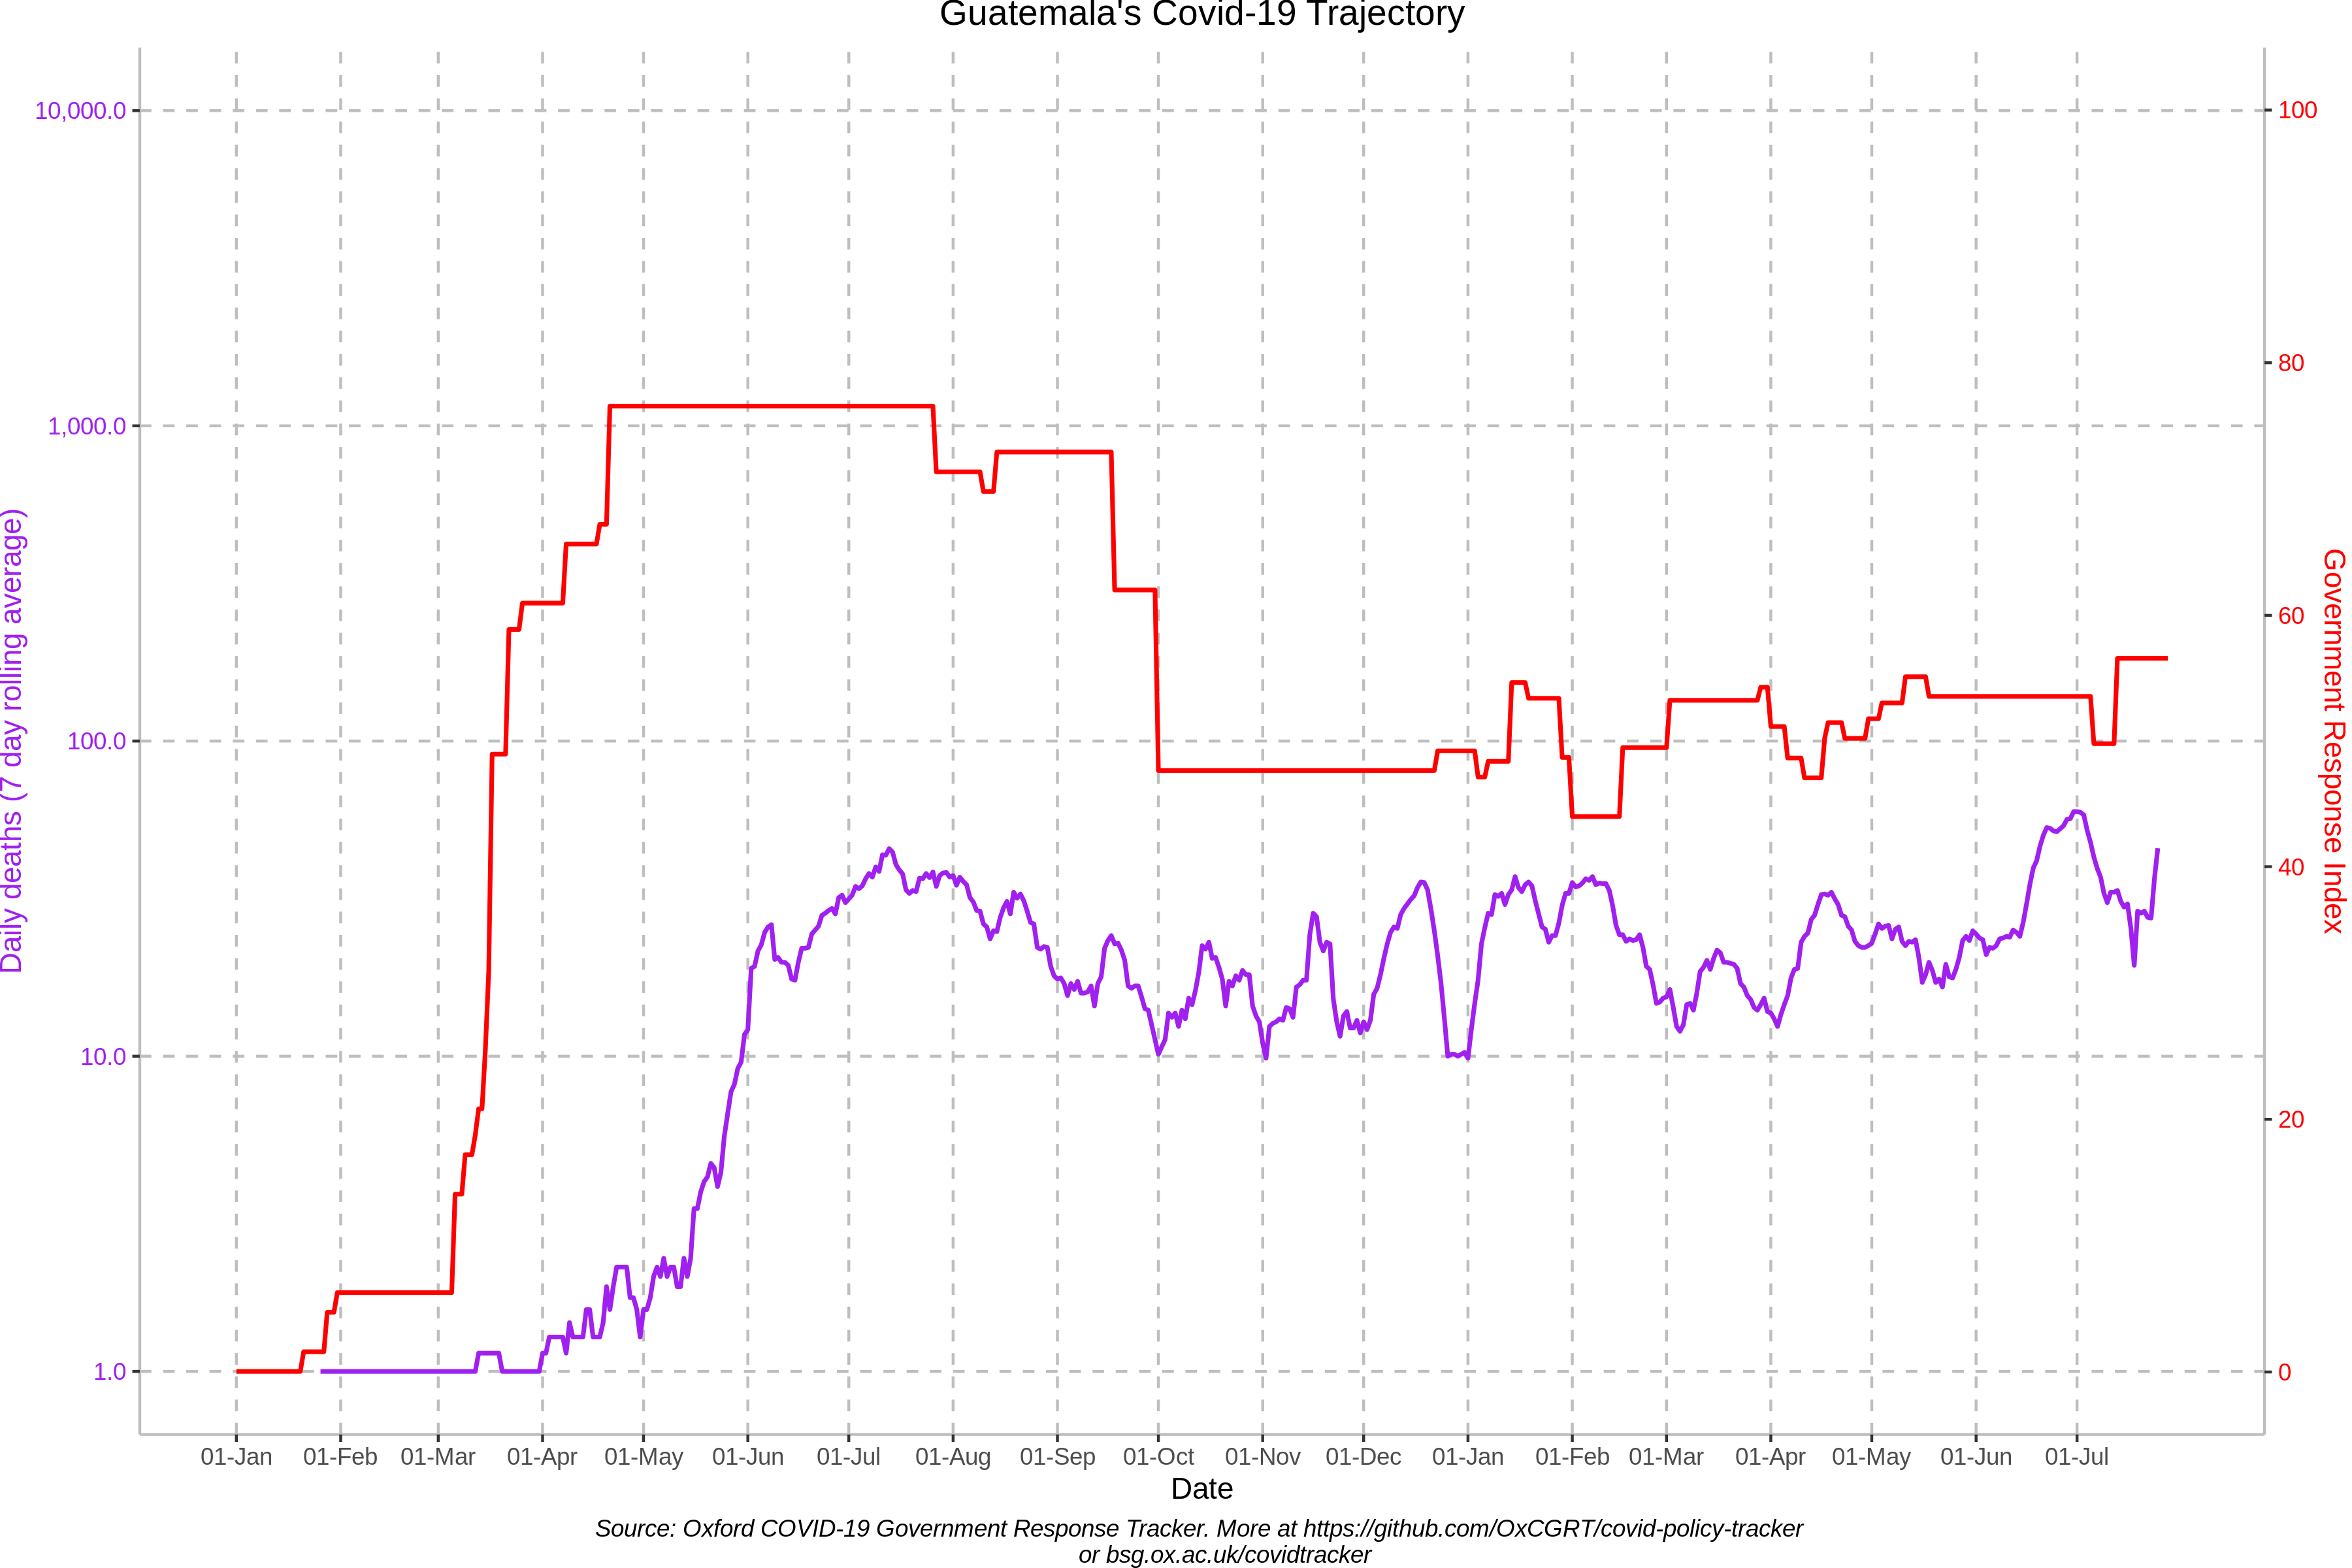 Guatemala's Covid-19 Trajectory
10,000.0
1,000.0
100.0
10.0
1.0
Daily deaths (7 day rolling average)
100
80
60
40
20
0
Government Response Index
01-Jan 01-Feb 01-Mar 01-Apr 01-May 01-Jun 01-Jul 01-Aug 01-Sep 01-Oct 01-Nov 01-Dec 01-Jan 01-Feb 01-Mar 01-Apr 01-May 01-Jun 01-Jul
Date
Source: Oxford COVID-19 Government Response Tracker. More at https://github.com/OxCGRT/covid-policy-tracker
or bsg.ox.ac.uk/covidtracker